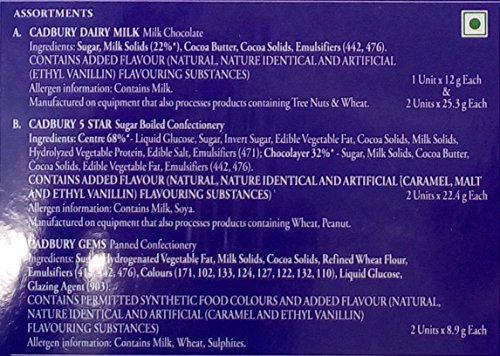 ASSORTMENTS
A. CADBURY DAIRY MILK Milk Chocolate
Ingredients: Sugar, Milk Solids (22%*), Cocoa Butter, Cocoa Solids, Emulsifiers (442, 476).
CONTAINS ADDED FLAVOUR (NATURAL, NATURE IDENTICAL AND ARTIFICIAL
(ETHYL VANILLIN) FLAVOURING SUBSTANCES)
1 Unit x 12 g Each
Allergen information: Contains Milk.
&
Manufactured on equipment that also processes products containing Tree Nuts & Wheat.
2 Units x 25.3 g Each
B. CADBURY 5 STAR Sugar Boiled Confectionery
Ingredients: Centre 68%*- Liquid Glucose, Sugar, Invert Sugar, Edible Vegetable Fat, Cocoa Solids, Milk Solids,
Hydrolyzed Vegetable Protein, Edible Salt, Emulsifiers (471); Chocolayer 32%* - Sugar, Milk Solids, Cocoa Butter,
Cocoa Solids, Edible Vegetable Fat, Emulsifiers (442, 476).
CONTAINS ADDED FLAVOUR (NATURAL, NATURE IDENTICAL AND ARTIFICIAL [CARAMEL, MALT
AND ETHYL VANILLIN) FLAVOURING SUBSTANCES)
2 Units x 22.4 g Each
Allergen information: Contains Milk, Soya.
Manufactured on equipment that also processes products containing Wheat, Peanut.
CADBURY GEMS Panned Confectionery
Ingredients: Hydrogenated Vegetable Fat, Milk Solids, Cocoa Solids, Refined Wheat Flour,
Emulsifiers 442, 476), Colours (171, 102, 133, 124, 127, 122, 132, 110), Liquid Glucose,
Glazing Agent (903).
CONTAINS PERMITTED SYNTHETIC FOOD COLOURS AND ADDED FLAVOUR (NATURAL,
NATURE IDENTICAL AND ARTIFICIAL (CARAMEL AND ETHYL VANILLIN)
FLAVOURING SUBSTANCES)
2 Units x 8.9 g Each
Allergen information: Contains Milk, Wheat, Sulphites.